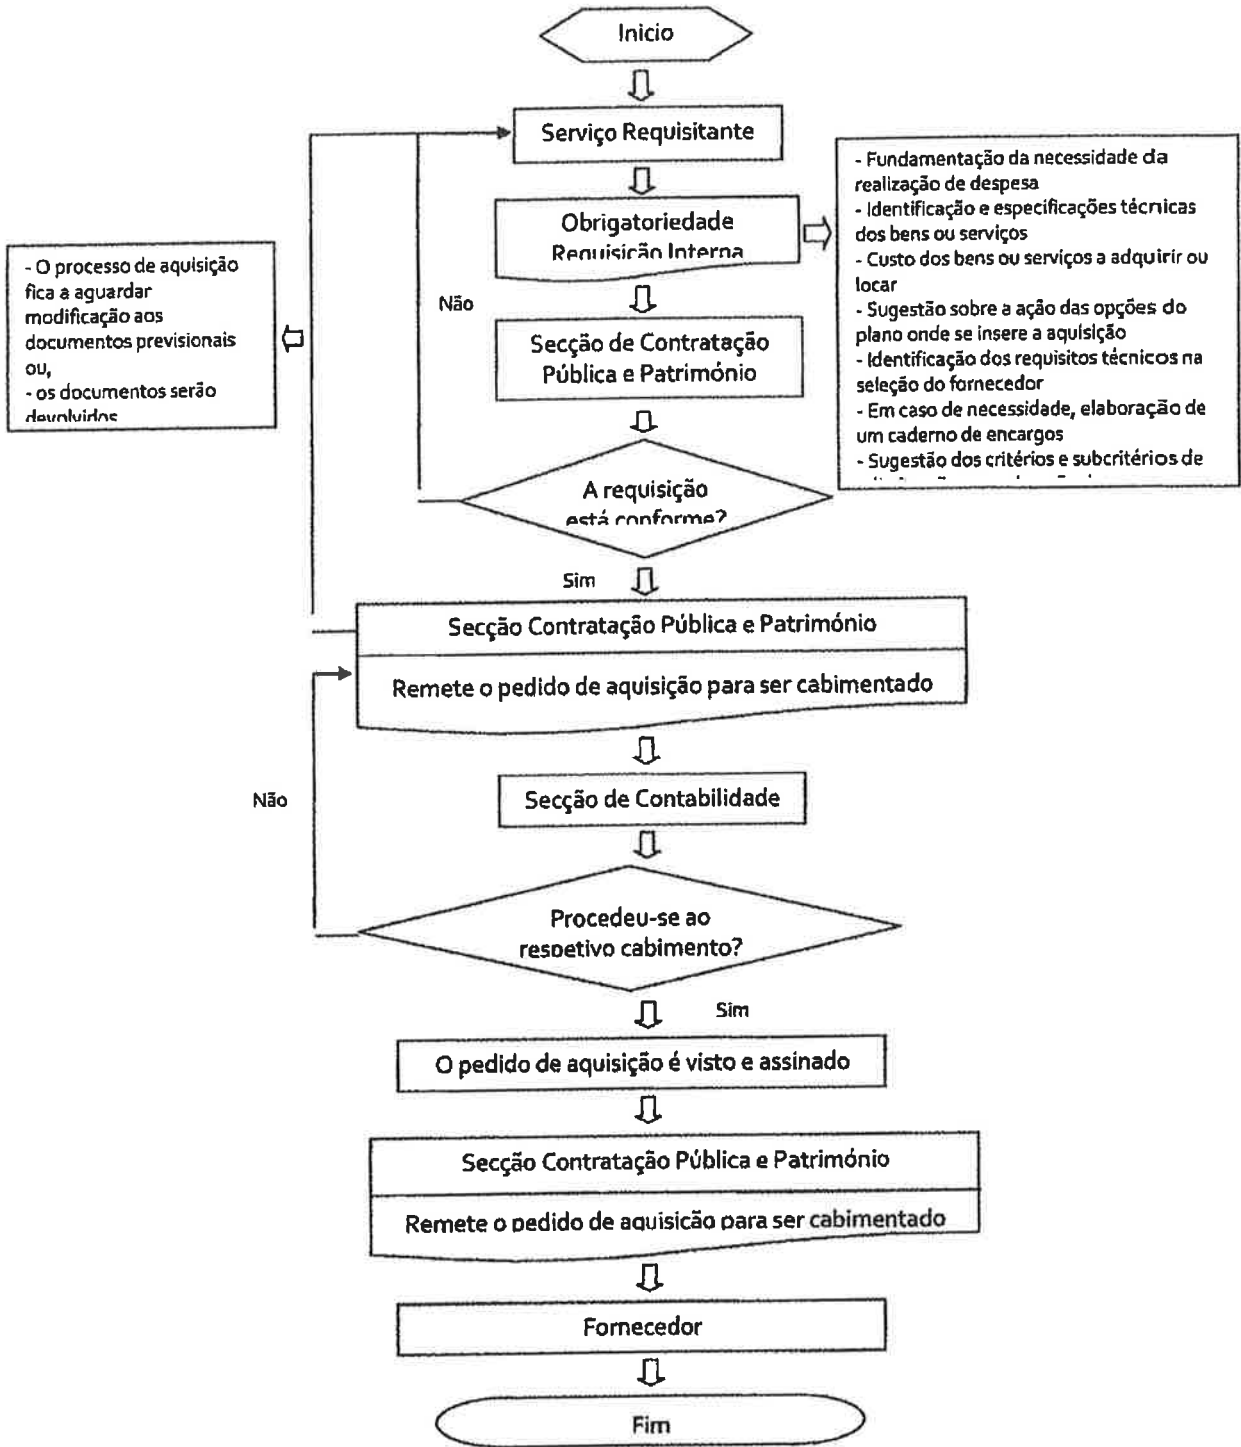 Inicio
Serviço Requisitante
Obrigatoriedade
Requisição Interna
- Fundamentação da necessidade da
realização de despesa
- Identificação e especificações técnicas
dos bens ou serviços
- Custo dos bens ou serviços a adquirir ou
locar
- Sugestão sobre a ação das opções do
plano onde se insere a aquisição
- Identificação dos requisitos técnicos na
seleção do fornecedor
- Em caso de necessidade, elaboração de
um caderno de encargos
- Sugestão dos critérios e subcritérios de
- O processo de aquisição
fica a aguardar
modificação aos
documentos previsionais
ou,
- os documentos serão
devolvidos
Não
Secção de Contratação
Pública e Património
A requisição
está conforme?
Sim
Secção Contratação Pública e Património
Remete o pedido de aquisição para ser cabimentado
Não
Secção de Contabilidade
Procedeu-se ao
respetivo cabimento?
Sim
O pedido de aquisição é visto e assinado
Secção Contratação Pública e Património
Remete o pedido de aquisição para ser cabimentado
Fornecedor
Fim